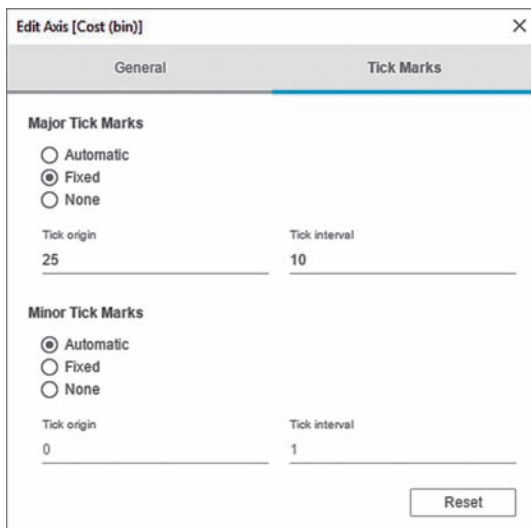 Edit Axis [Cost (bin)]
General Tick Marks
Major Tick Marks
Automatic
Fixed
None
Tick origin Tick interval
25 10
Minor Tick Marks
Automatic
Fixed
None
Tick origin Tick interval
0 1
Reset